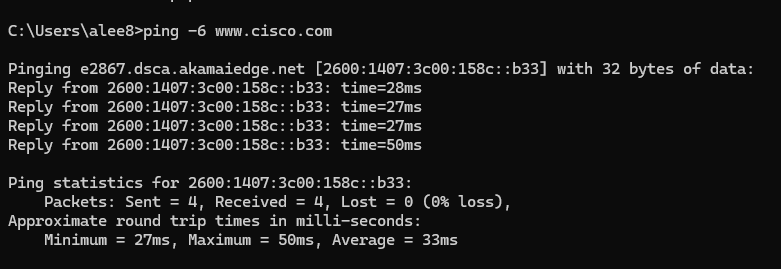 C:\Users\alee8>ping -6 www.cisco.com
Pinging e2867.dsca.akamaiedge.net [2600:1407:3c00:158c::b33] with 32 bytes of data:
Reply from 2600:1407:3c00:158c::b33: time=28ms
Reply from 2600:1407:3c00:158c::b33: time=27ms
Reply from 2600:1407:3c00:158c::b33: time=27ms
Reply from 2600:1407:3c00:158c::b33: time=50ms
Ping statistics for 2600:1407:3c00:158c::b33:
    Packets: Sent = 4, Received = 4, Lost = 0 (0% loss),
Approximate round trip times in milli-seconds:
    Minimum = 27ms, Maximum = 50ms, Average = 33ms